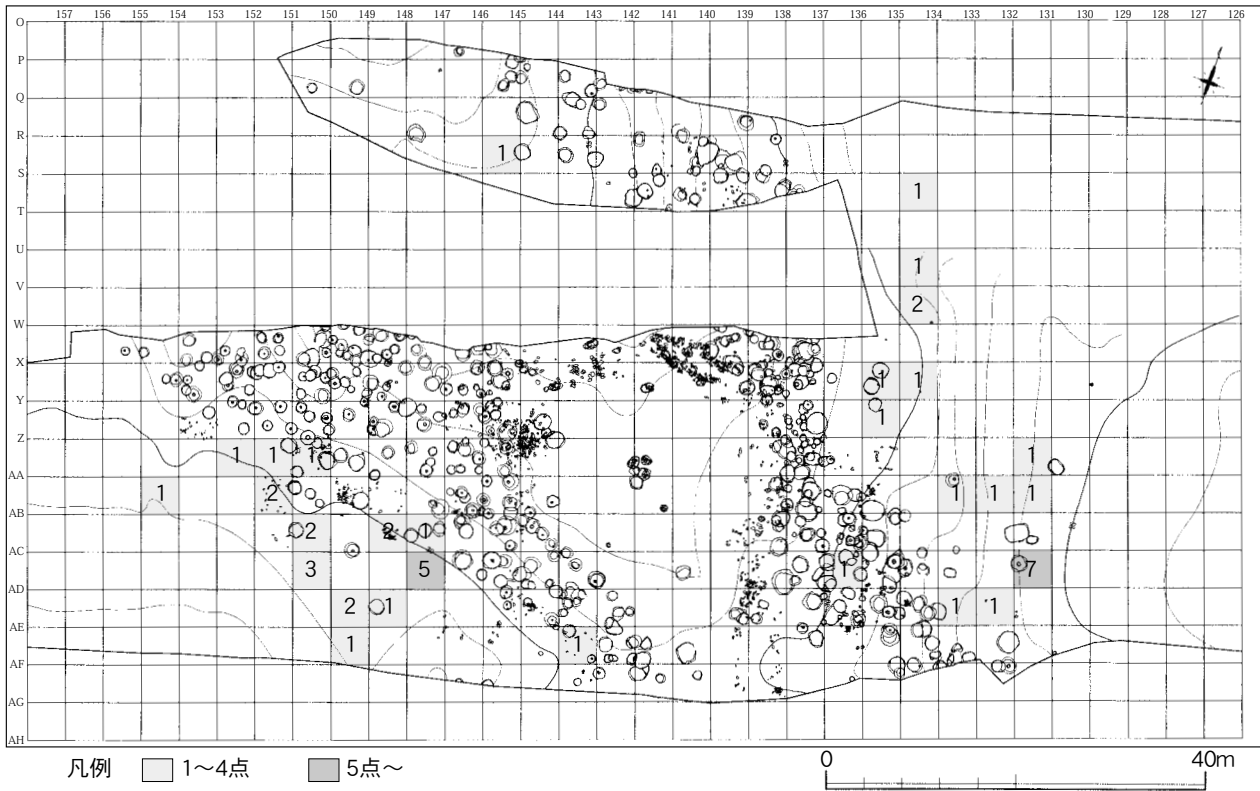 157 156 155 154 153 152 151 150 149 148 147 146 145 144 143 142 141 140 139 138 137 136 135 134 133 132 131 130 129 128 127 126
O
P
Q
R
1
S
1
T
U
1
V
2
W
X
1 1
Y
1
Z
1 1 1 1
AA
1 2 1 1 1
AB
2 2 1
AC
3 5 1 7
AD
2 1 1 1
AE
1 1
AF
AG
AH
凡例 1～4点 5点～
0 40m